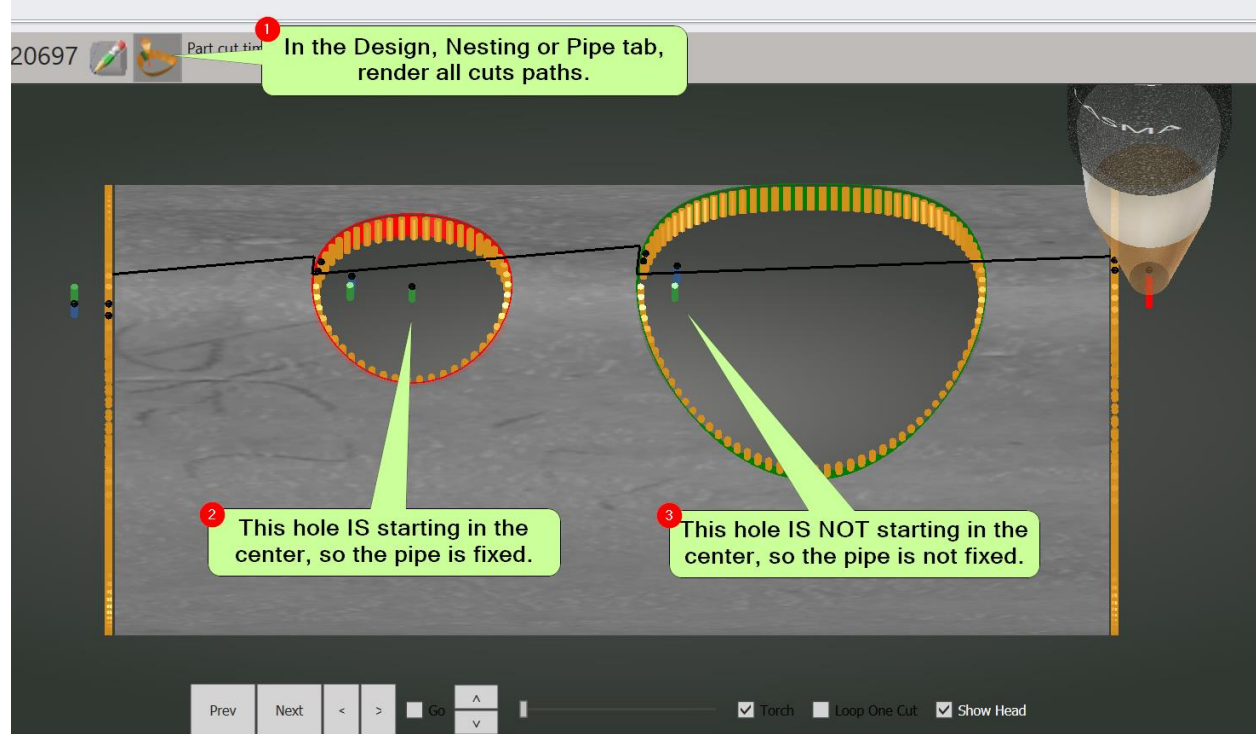 20697
Part cut tim
1
In the Design, Nesting or Pipe tab,
render all cuts paths.
ASMA
2
This hole IS starting in the
center, so the pipe is fixed.
3
This hole IS NOT starting in the
center, so the pipe is not fixed.
Prev Next < > Go ^ v Torch Loop One Cut Show Head